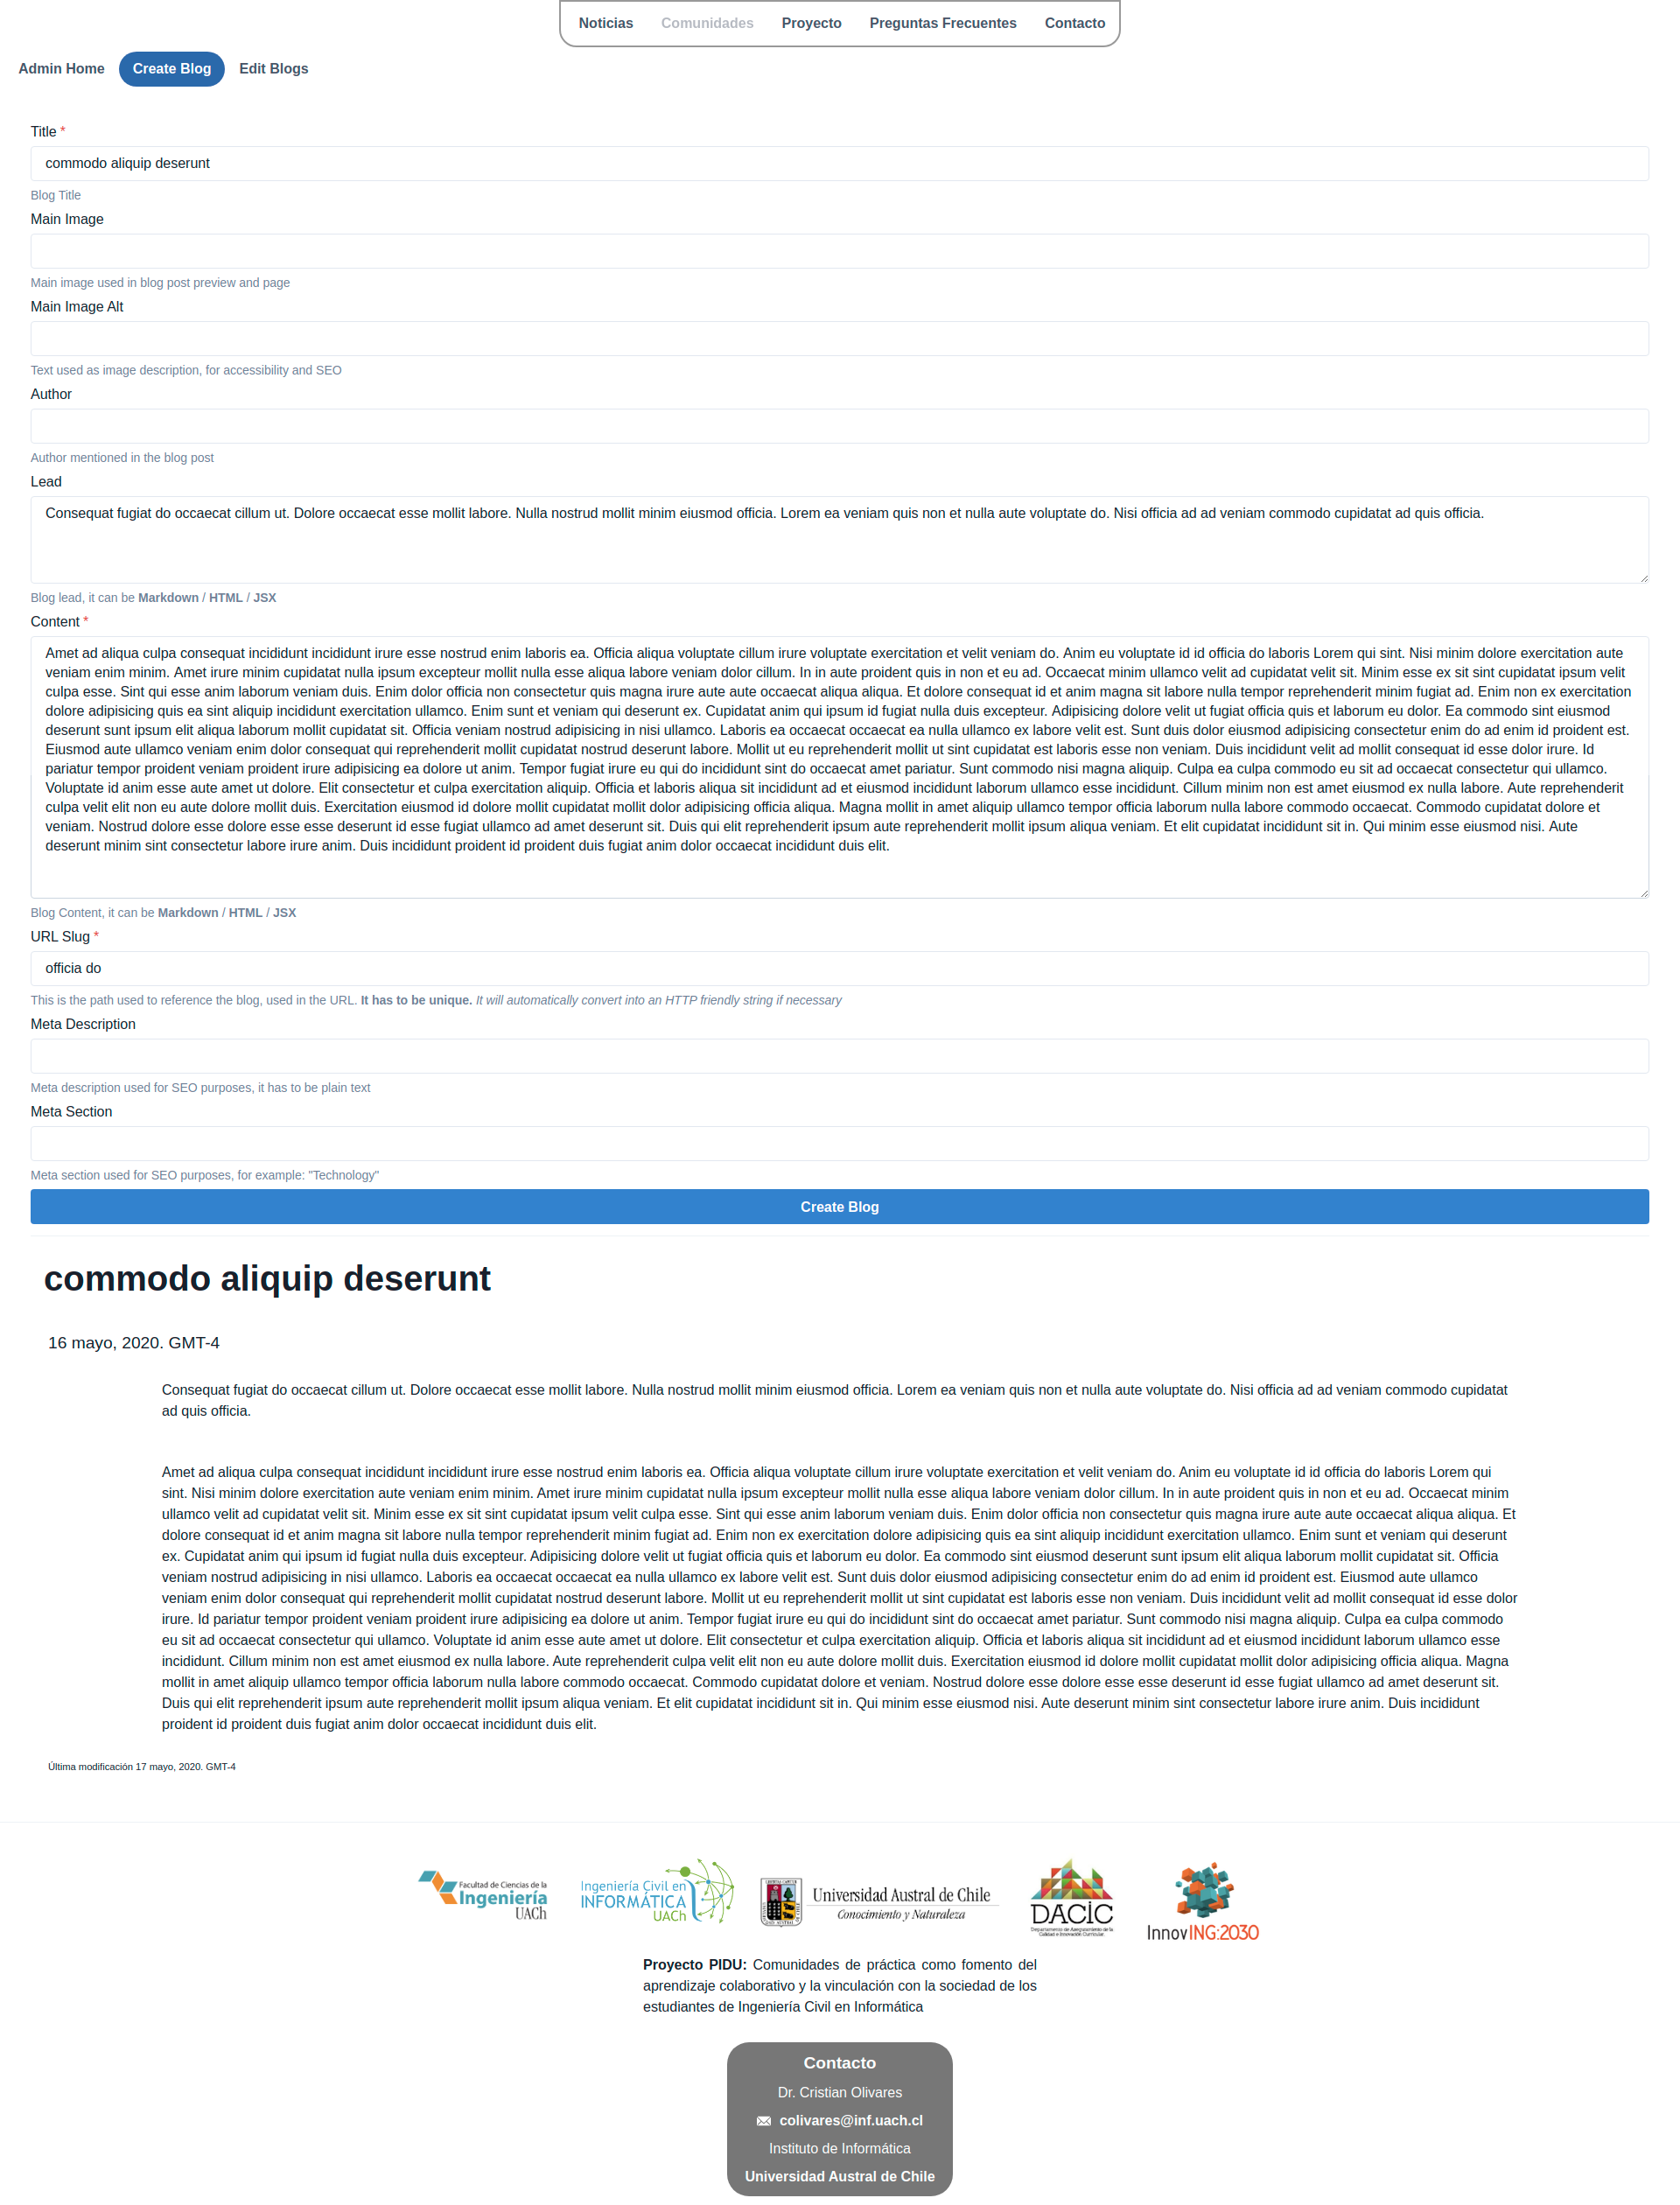 Noticias Comunidades Proyecto Preguntas Frecuentes Contacto
Admin Home Create Blog Edit Blogs
Title *
commodo aliquip deserunt
Blog Title
Main Image
Main image used in blog post preview and page
Main Image Alt
Text used as image description, for accessibility and SEO
Author
Author mentioned in the blog post
Lead
Consequat fugiat do occaecat cillum ut. Dolore occaecat esse mollit labore. Nulla nostrud mollit minim eiusmod officia. Lorem ea veniam quis non et nulla aute voluptate do. Nisi officia ad ad veniam commodo cupidatat ad quis officia.
Blog lead, it can be Markdown / HTML / JSX
Content *
Amet ad aliqua culpa consequat incididunt incididunt irure esse nostrud enim laboris ea. Officia aliqua voluptate cillum irure voluptate exercitation et velit veniam do. Anim eu voluptate id id officia do laboris Lorem qui sint. Nisi minim dolore exercitation aute
veniam enim minim. Amet irure minim cupidatat nulla ipsum excepteur mollit nulla esse aliqua labore veniam dolor cillum. In in aute proident quis in non et eu ad. Occaecat minim ullamco velit ad cupidatat velit sit. Minim esse ex sit sint cupidatat ipsum velit
culpa esse. Sint qui esse anim laborum veniam duis. Enim dolor officia non consectetur quis magna irure aute aute occaecat aliqua aliqua. Et dolore consequat id et anim magna sit labore nulla tempor reprehenderit minim fugiat ad. Enim non ex exercitation
dolore adipisicing quis ea sint aliquip incididunt exercitation ullamco. Enim sunt et veniam qui deserunt ex. Cupidatat anim qui ipsum id fugiat nulla duis excepteur. Adipisicing dolore velit ut fugiat officia quis et laborum eu dolor. Ea commodo sint eiusmod
deserunt sunt ipsum elit aliqua laborum mollit cupidatat sit. Officia veniam nostrud adipisicing in nisi ullamco. Laboris ea occaecat occaecat ea nulla ullamco ex labore velit est. Sunt duis dolor eiusmod adipisicing consectetur enim do ad enim id proident est.
Eiusmod aute ullamco veniam enim dolor consequat qui reprehenderit mollit cupidatat nostrud deserunt labore. Mollit ut eu reprehenderit mollit ut sint cupidatat est laboris esse non veniam. Duis incididunt velit ad mollit consequat id esse dolor irure. Id
pariatur tempor proident veniam proident irure adipisicing ea dolore ut anim. Tempor fugiat irure eu qui do incididunt sint do occaecat amet pariatur. Sunt commodo nisi magna aliquip. Culpa ea culpa commodo eu sit ad occaecat consectetur qui ullamco.
Voluptate id anim esse aute amet ut dolore. Elit consectetur et culpa exercitation aliquip. Officia et laboris aliqua sit incididunt ad et eiusmod incididunt laborum ullamco esse incididunt. Cillum minim non est amet eiusmod ex nulla labore. Aute reprehenderit
culpa velit elit non eu aute dolore mollit duis. Exercitation eiusmod id dolore mollit cupidatat mollit dolor adipisicing officia aliqua. Magna mollit in amet aliquip ullamco tempor officia laborum nulla labore commodo occaecat. Commodo cupidatat dolore et
veniam. Nostrud dolore esse dolore esse esse deserunt id esse fugiat ullamco ad amet deserunt sit. Duis qui elit reprehenderit ipsum aute reprehenderit mollit ipsum aliqua veniam. Et elit cupidatat incididunt sit in. Qui minim esse eiusmod nisi. Aute
deserunt minim sint consectetur labore irure anim. Duis incididunt proident id proident duis fugiat anim dolor occaecat incididunt duis elit.
Blog Content, it can be Markdown / HTML / JSX
URL Slug *
officia do
This is the path used to reference the blog, used in the URL. It has to be unique. It will automatically convert into an HTTP friendly string if necessary
Meta Description
Meta description used for SEO purposes, it has to be plain text
Meta Section
Meta section used for SEO purposes, for example: "Technology"
Create Blog
commodo aliquip deserunt
16 mayo, 2020. GMT-4
Consequat fugiat do occaecat cillum ut. Dolore occaecat esse mollit labore. Nulla nostrud mollit minim eiusmod officia. Lorem ea veniam quis non et nulla aute voluptate do. Nisi officia ad ad veniam commodo cupidatat
ad quis officia.
Amet ad aliqua culpa consequat incididunt incididunt irure esse nostrud enim laboris ea. Officia aliqua voluptate cillum irure voluptate exercitation et velit veniam do. Anim eu voluptate id id officia do laboris Lorem qui
sint. Nisi minim dolore exercitation aute veniam enim minim. Amet irure minim cupidatat nulla ipsum excepteur mollit nulla esse aliqua labore veniam dolor cillum. In in aute proident quis in non et eu ad. Occaecat minim
ullamco velit ad cupidatat velit sit. Minim esse ex sit sint cupidatat ipsum velit culpa esse. Sint qui esse anim laborum veniam duis. Enim dolor officia non consectetur quis magna irure aute aute occaecat aliqua aliqua. Et
dolore consequat id et anim magna sit labore nulla tempor reprehenderit minim fugiat ad. Enim non ex exercitation dolore adipisicing quis ea sint aliquip incididunt exercitation ullamco. Enim sunt et veniam qui deserunt
ex. Cupidatat anim qui ipsum id fugiat nulla duis excepteur. Adipisicing dolore velit ut fugiat officia quis et laborum eu dolor. Ea commodo sint eiusmod deserunt sunt ipsum elit aliqua laborum mollit cupidatat sit. Officia
veniam nostrud adipisicing in nisi ullamco. Laboris ea occaecat occaecat ea nulla ullamco ex labore velit est. Sunt duis dolor eiusmod adipisicing consectetur enim do ad enim id proident est. Eiusmod aute ullamco
veniam enim dolor consequat qui reprehenderit mollit cupidatat nostrud deserunt labore. Mollit ut eu reprehenderit mollit ut sint cupidatat est laboris esse non veniam. Duis incididunt velit ad mollit consequat id esse dolor
irure. Id pariatur tempor proident veniam proident irure adipisicing ea dolore ut anim. Tempor fugiat irure eu qui do incididunt sint do occaecat amet pariatur. Sunt commodo nisi magna aliquip. Culpa ea culpa commodo
eu sit ad occaecat consectetur qui ullamco. Voluptate id anim esse aute amet ut dolore. Elit consectetur et culpa exercitation aliquip. Officia et laboris aliqua sit incididunt ad et eiusmod incididunt laborum ullamco esse
incididunt. Cillum minim non est amet eiusmod ex nulla labore. Aute reprehenderit culpa velit elit non eu aute dolore mollit duis. Exercitation eiusmod id dolore mollit cupidatat mollit dolor adipisicing officia aliqua. Magna
mollit in amet aliquip ullamco tempor officia laborum nulla labore commodo occaecat. Commodo cupidatat dolore et veniam. Nostrud dolore esse dolore esse esse deserunt id esse fugiat ullamco ad amet deserunt sit.
Duis qui elit reprehenderit ipsum aute reprehenderit mollit ipsum aliqua veniam. Et elit cupidatat incididunt sit in. Qui minim esse eiusmod nisi. Aute deserunt minim sint consectetur labore irure anim. Duis incididunt
proident id proident duis fugiat anim dolor occaecat incididunt duis elit.
Última modificación 17 mayo, 2020. GMT-4
Facultad de Ciencias de la
Ingeniería
UACh
Ingeniería Civil en
INFORMÁTICA
UACh
Universidad Austral de Chile
Conocimiento y Naturaleza
DACIC
Departamento de Aseguramiento de la
Calidad e Innovación Curricular
InnovING:2030
Proyecto PIDU: Comunidades de práctica como fomento del
aprendizaje colaborativo y la vinculación con la sociedad de los
estudiantes de Ingeniería Civil en Informática
Contacto
Dr. Cristian Olivares
colivares@inf.uach.cl
Instituto de Informática
Universidad Austral de Chile